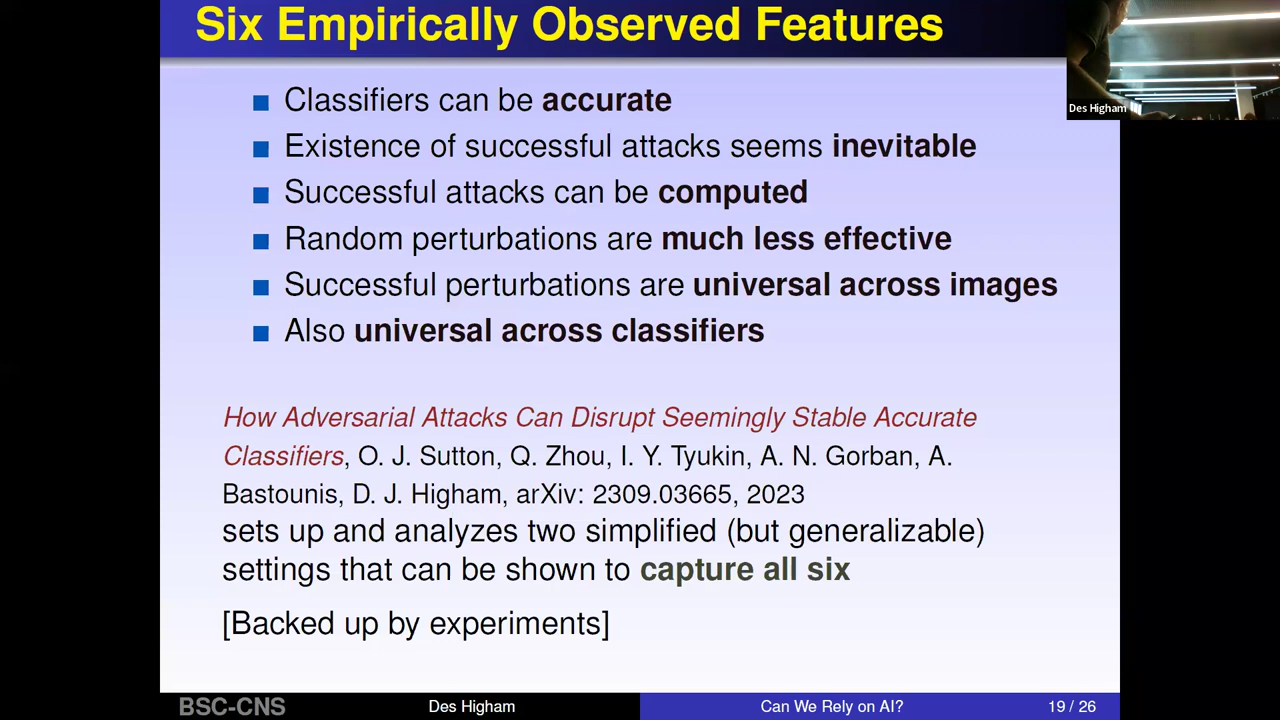 Six Empirically Observed Features
Des Higham
Classifiers can be accurate
Existence of successful attacks seems inevitable
Successful attacks can be computed
Random perturbations are much less effective
Successful perturbations are universal across images
Also universal across classifiers
How Adversarial Attacks Can Disrupt Seemingly Stable Accurate
Classifiers, O. J. Sutton, Q. Zhou, I. Y. Tyukin, A. N. Gorban, A.
Bastounis, D. J. Higham, arXiv: 2309.03665, 2023
sets up and analyzes two simplified (but generalizable)
settings that can be shown to capture all six
[Backed up by experiments]
BSC-CNS Des Higham Can We Rely on AI? 19 / 26